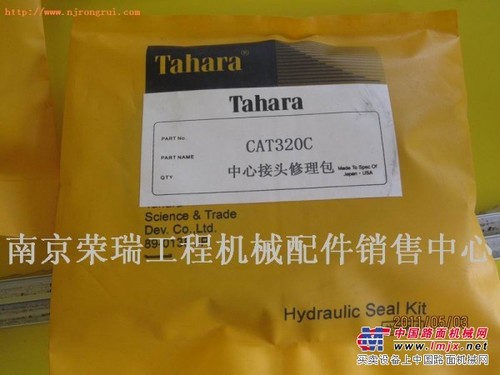 http://www.njrongrui.com
Tahara®
Tahara
PART No. CAT320C
PART NAME 中心接头修理包
QTY
Made To Spec Of
Japan - USA
Science & Trade
Dev. Co.,Ltd.
南京荣瑞工程机械配件销售中心
Hydraulic Seal Kit
2011/05/03
中国路面机械网
www.lmjx.net
买卖设备上中国路面机械网